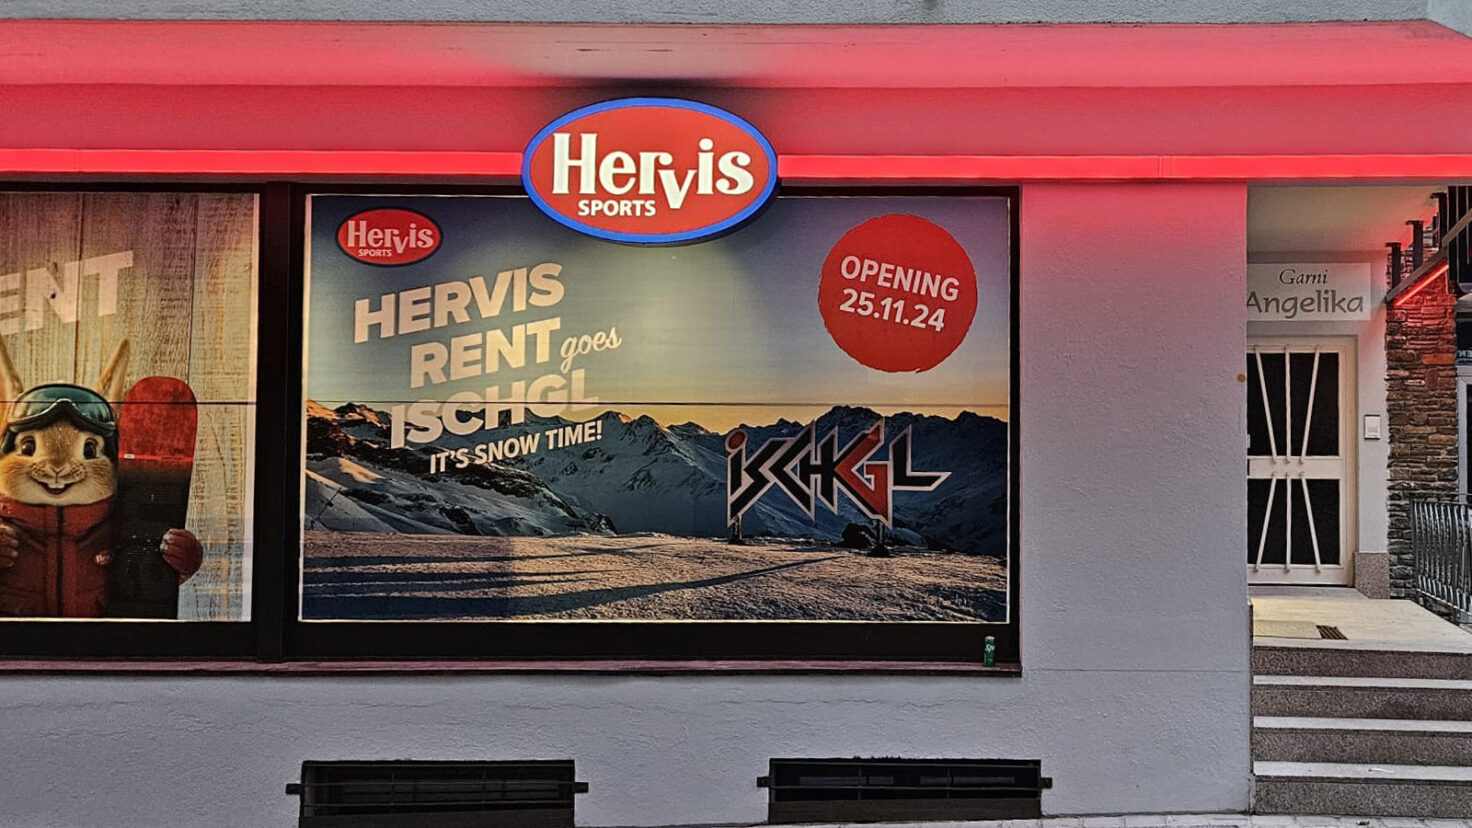 Hervis
SPORTS
ENT
Hervis
SPORTS
HERVIS
RENT goes
ISCHGL
IT'S SNOW TIME!
OPENING
25.11.24
ISCHGL
Garni
Angelika